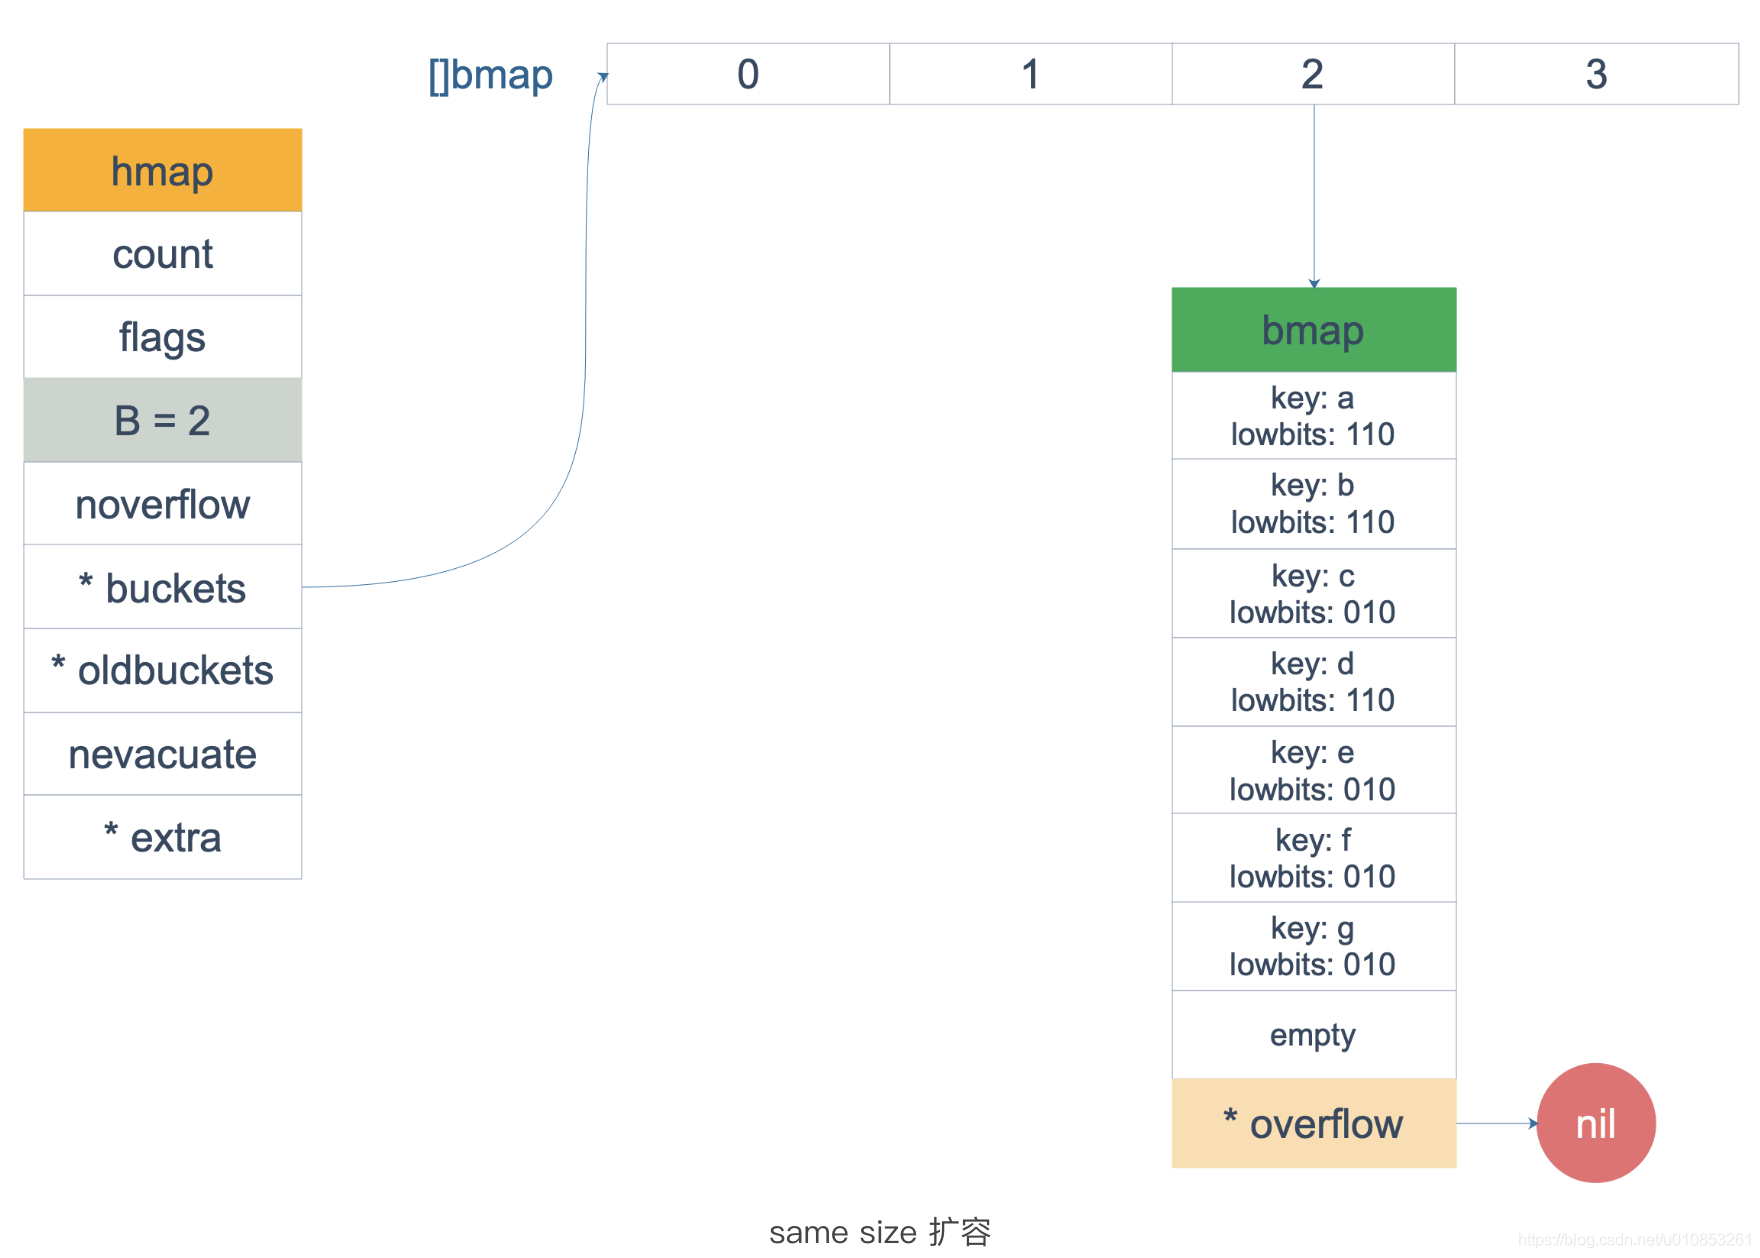 []bmap
0
1
2
3
hmap
count
flags
B = 2
noverflow
* buckets
* oldbuckets
nevacuate
* extra
bmap
key: a
lowbits: 110
key: b
lowbits: 110
key: c
lowbits: 010
key: d
lowbits: 110
key: e
lowbits: 010
key: f
lowbits: 010
key: g
lowbits: 010
empty
* overflow
nil
same size 扩容
https://blog.csdn.net/u010853261